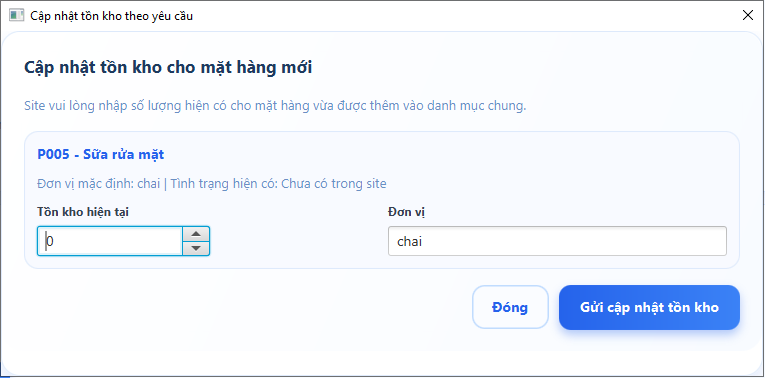 Cập nhật tồn kho theo yêu cầu
Cập nhật tồn kho cho mặt hàng mới
Site vui lòng nhập số lượng hiện có cho mặt hàng vừa được thêm vào danh mục chung.
P005 - Sữa rửa mặt
Đơn vị mặc định: chai | Tình trạng hiện có: Chưa có trong site
Tồn kho hiện tại
Đơn vị
0
chai
Đóng
Gửi cập nhật tồn kho